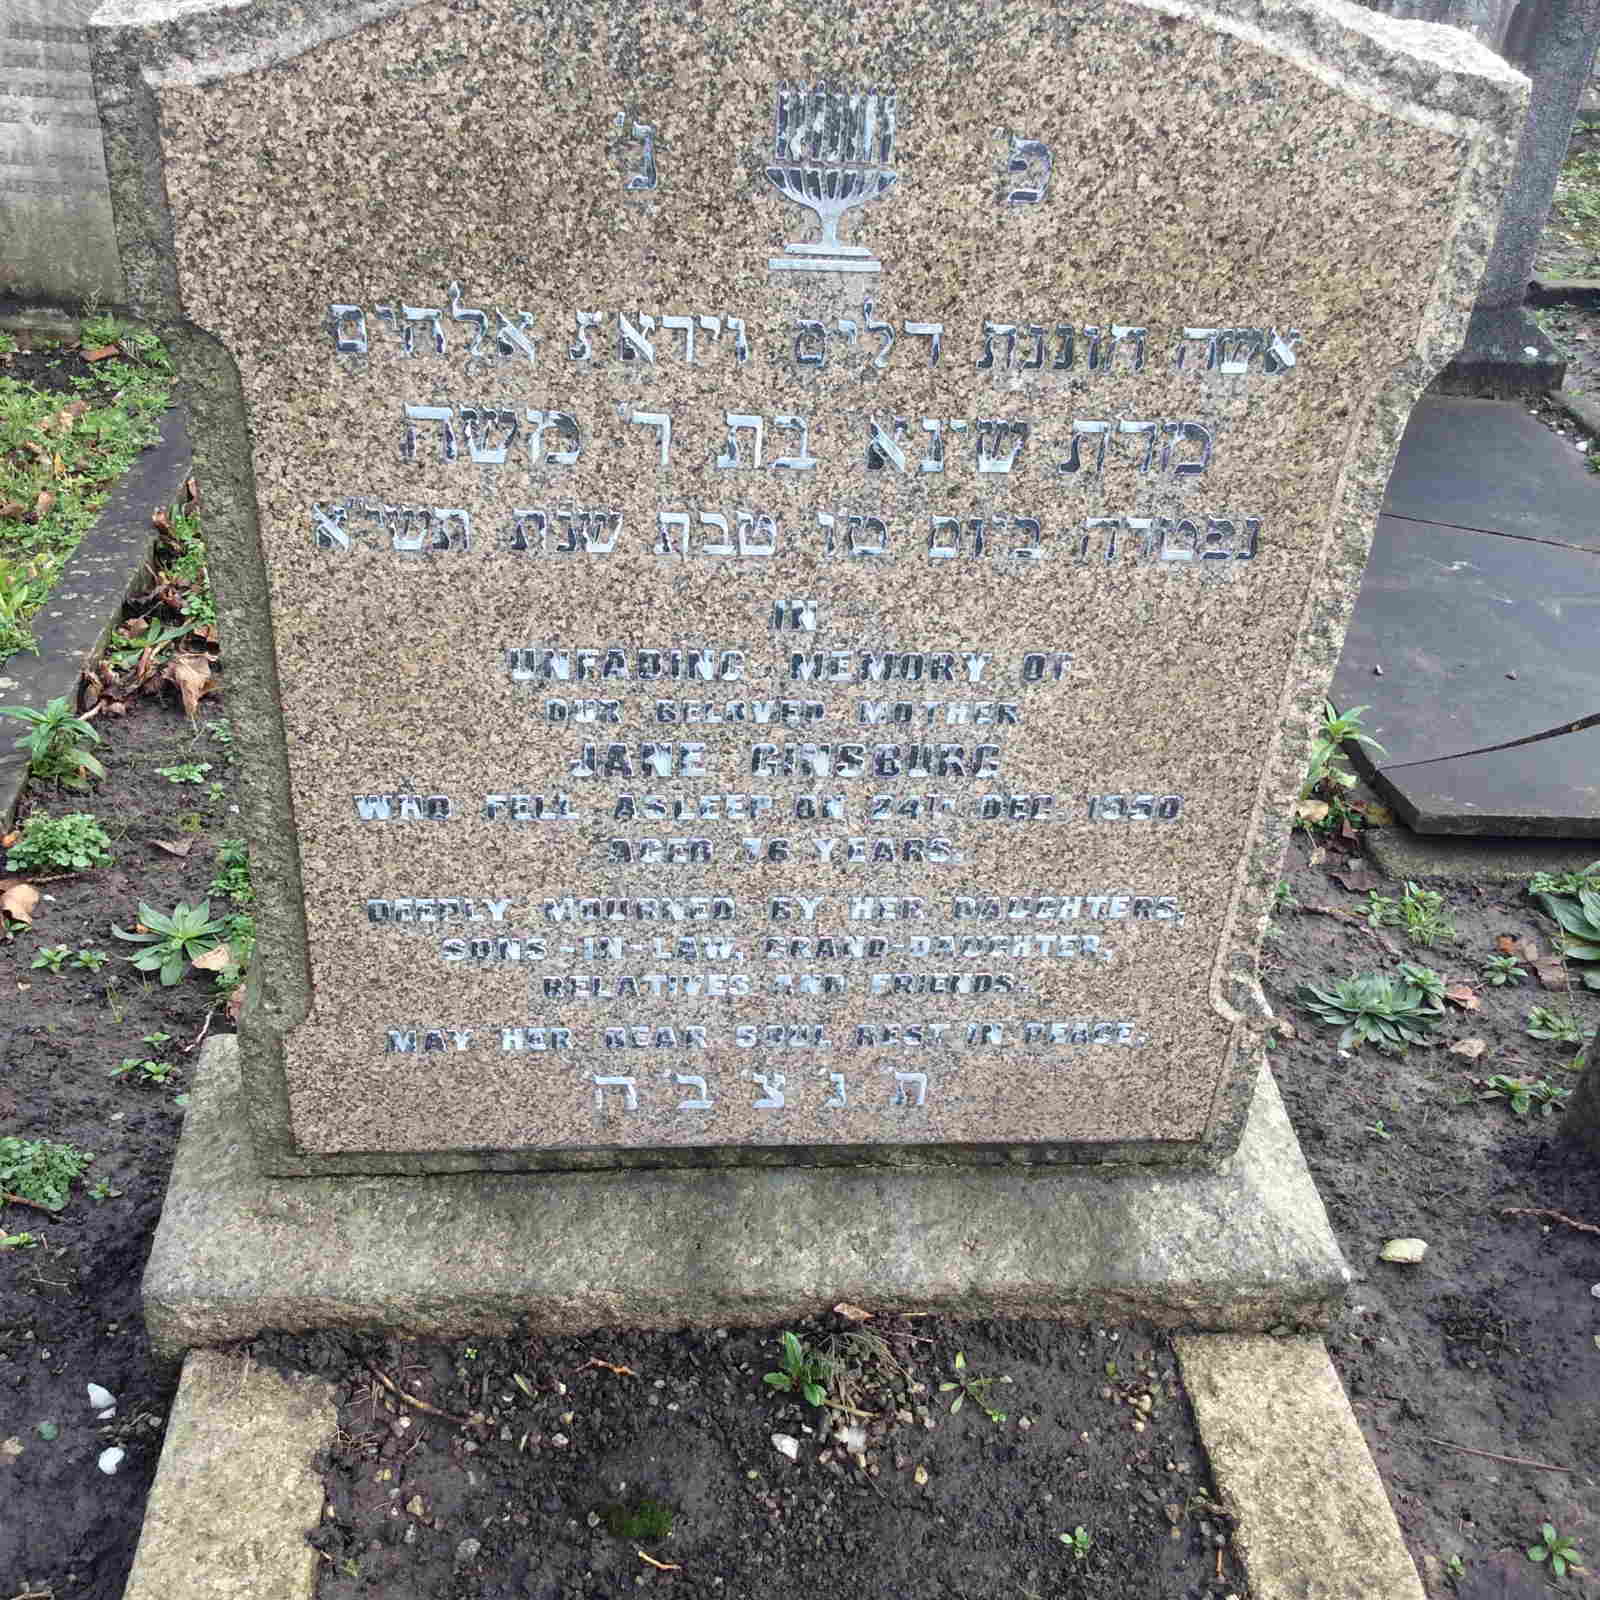 פ' נ'
אשה חוננת דלים ויראת אלהים
מרת שינא בת ר' משה
נפטרה ביום טו טבת שנת תשי"א
IN
UNFADING MEMORY OF
OUR BELOVED MOTHER
JANE GINSBURG
WHO FELL ASLEEP ON 24TH DEC. 1950
AGED 76 YEARS.
DEEPLY MOURNED BY HER DAUGHTERS,
SONS-IN-LAW, GRAND-DAUGHTER,
RELATIVES AND FRIENDS.
MAY HER DEAR SOUL REST IN PEACE.
ת' נ' צ' ב' ה'